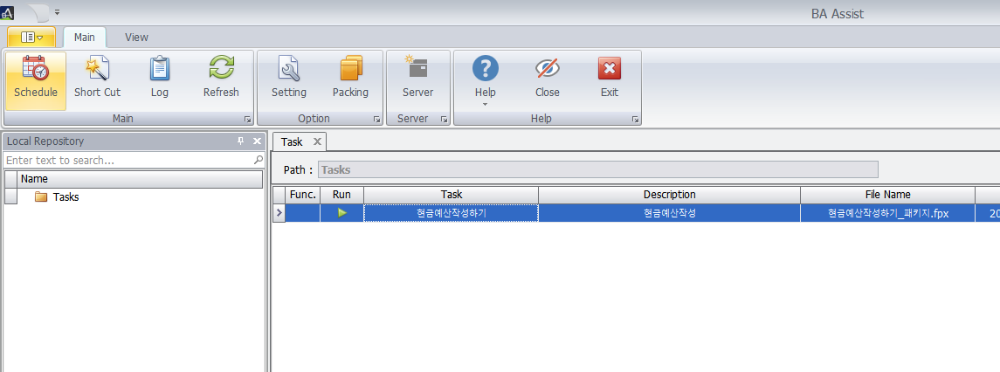 BA Assist
Main View
Schedule Short Cut Log Refresh Setting Packing Server Help Close Exit
Main Option Server Help
Local Repository
Enter text to search...
Name
Tasks
Task
Path : Tasks
Func. Run Task Description File Name
현금예산작성하기 현금예산작성 현금예산작성하기_패키지.fpx 20